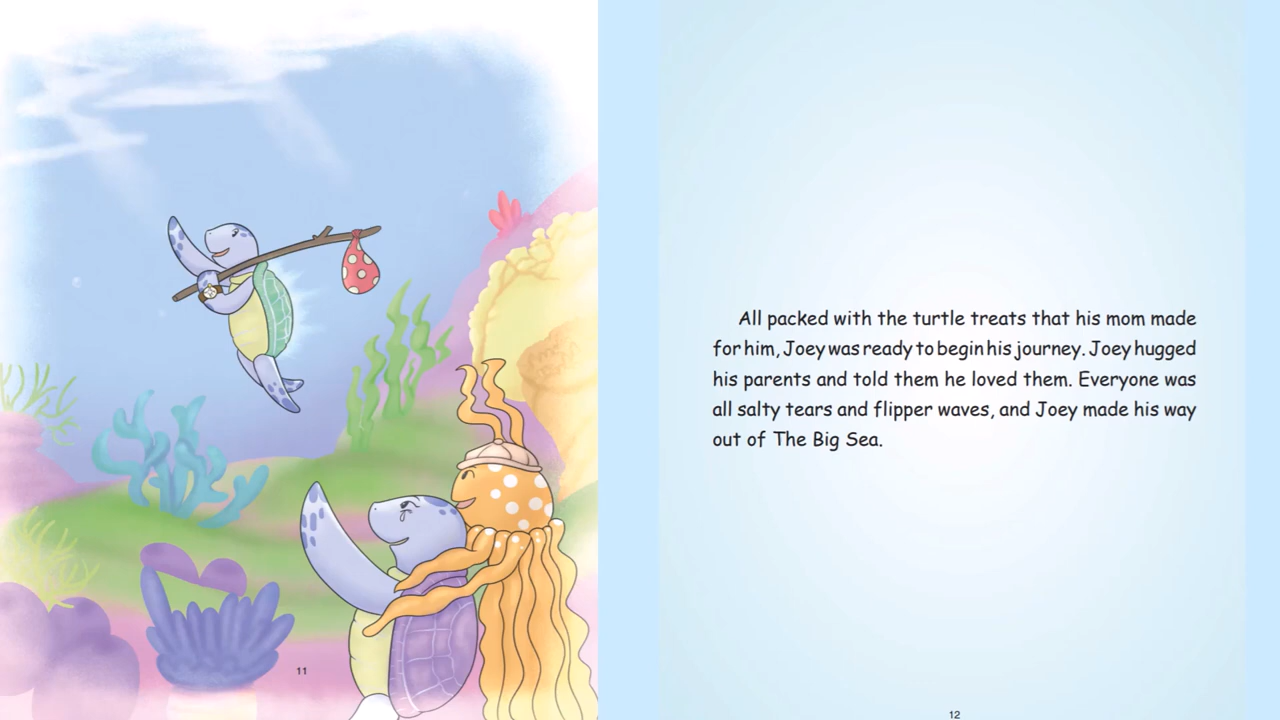 11
All packed with the turtle treats that his mom made
for him, Joey was ready to begin his journey. Joey hugged
his parents and told them he loved them. Everyone was
all salty tears and flipper waves, and Joey made his way
out of The Big Sea.
12